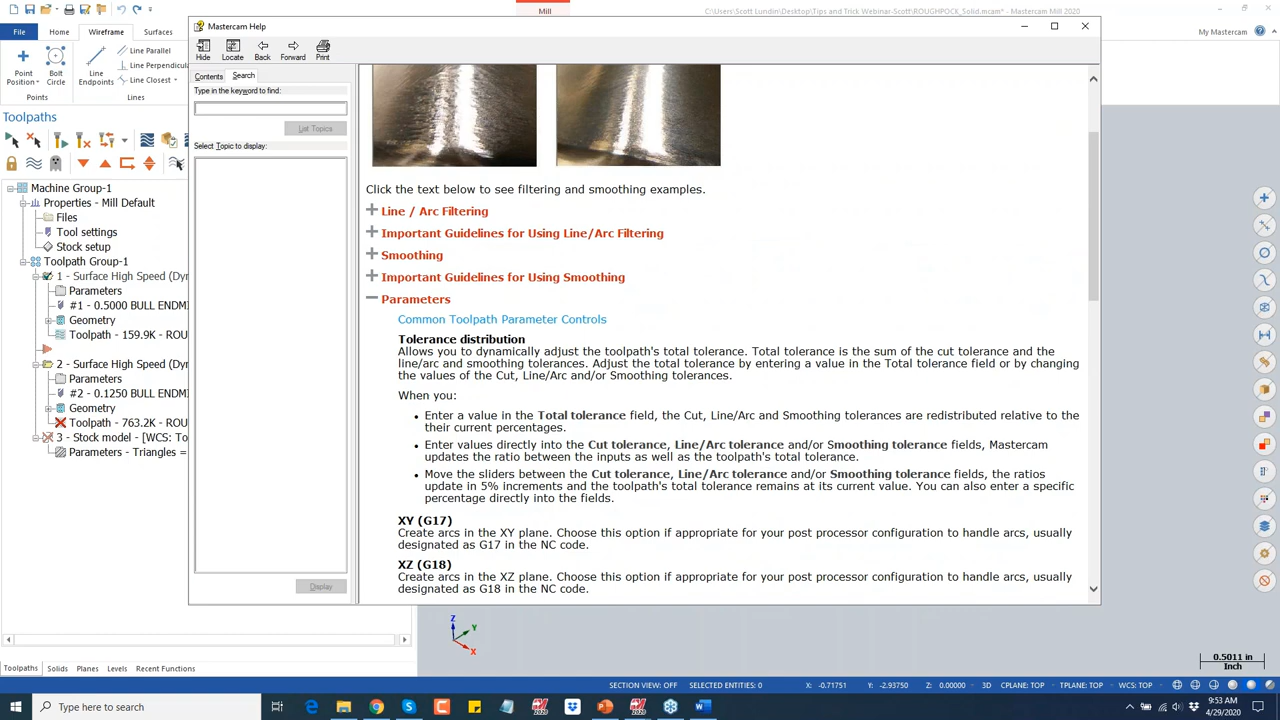 Mill
C:\Users\Scott Lundin\Desktop\Tips and Trick Webinar-Scott\ROUGHPOCK_Solid.mcam* - Mastercam Mill 2020
File
Home
Wireframe
Surfaces
My Mastercam
Mastercam Help
Point
Position
Bolt
Circle
Line
Endpoints
Line Parallel
Line Perpendicula
Line Closest
Points
Lines
Hide
Locate
Back
Forward
Print
Contents
Search
Type in the keyword to find:
List Topics
Select Topic to display:
Display
Toolpaths
Machine Group-1
Properties - Mill Default
Files
Tool settings
Stock setup
Toolpath Group-1
1 - Surface High Speed (Dyn
Parameters
#1 - 0.5000 BULL ENDMI
Geometry
Toolpath - 159.9K - ROU
2 - Surface High Speed (Dyn
Parameters
#2 - 0.1250 BULL ENDMI
Geometry
Toolpath - 763.2K - ROU
3 - Stock model - [WCS: To
Parameters - Triangles =
Click the text below to see filtering and smoothing examples.
Line / Arc Filtering
Important Guidelines for Using Line/Arc Filtering
Smoothing
Important Guidelines for Using Smoothing
Parameters
Common Toolpath Parameter Controls
Tolerance distribution
Allows you to dynamically adjust the toolpath's total tolerance. Total tolerance is the sum of the cut tolerance and the
line/arc and smoothing tolerances. Adjust the total tolerance by entering a value in the Total tolerance field or by changing
the values of the Cut, Line/Arc and/or Smoothing tolerances.
When you:
• Enter a value in the Total tolerance field, the Cut, Line/Arc and Smoothing tolerances are redistributed relative to the
their current percentages.
• Enter values directly into the Cut tolerance, Line/Arc tolerance and/or Smoothing tolerance fields, Mastercam
updates the ratio between the inputs as well as the toolpath's total tolerance.
• Move the sliders between the Cut tolerance, Line/Arc tolerance and/or Smoothing tolerance fields, the ratios
update in 5% increments and the toolpath's total tolerance remains at its current value. You can also enter a specific
percentage directly into the fields.
XY (G17)
Create arcs in the XY plane. Choose this option if appropriate for your post processor configuration to handle arcs, usually
designated as G17 in the NC code.
XZ (G18)
Create arcs in the XZ plane. Choose this option if appropriate for your post processor configuration to handle arcs, usually
designated as G18 in the NC code.
Z
Y
X
0.5011 in
Inch
Toolpaths
Solids
Planes
Levels
Recent Functions
SECTION VIEW: OFF
SELECTED ENTITIES: 0
X: -0.71751
Y: -2.93750
Z: 0.00000
3D
CPLANE: TOP
TPLANE: TOP
WCS: TOP
Type here to search
9:53 AM
4/29/2020